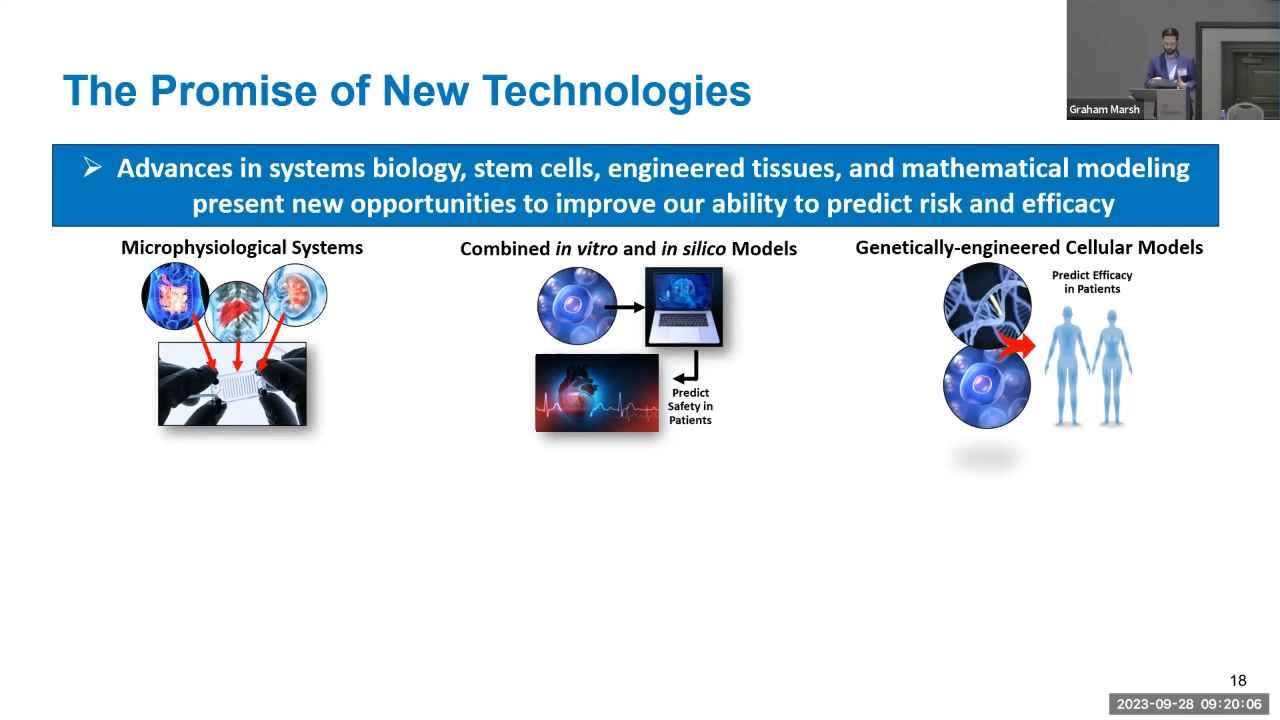 The Promise of New Technologies
Graham Marsh
➢ Advances in systems biology, stem cells, engineered tissues, and mathematical modeling
present new opportunities to improve our ability to predict risk and efficacy
Microphysiological Systems
Combined in vitro and in silico Models
Predict
Safety in
Patients
Genetically-engineered Cellular Models
Predict Efficacy
in Patients
18
2023-09-28 09:20:06